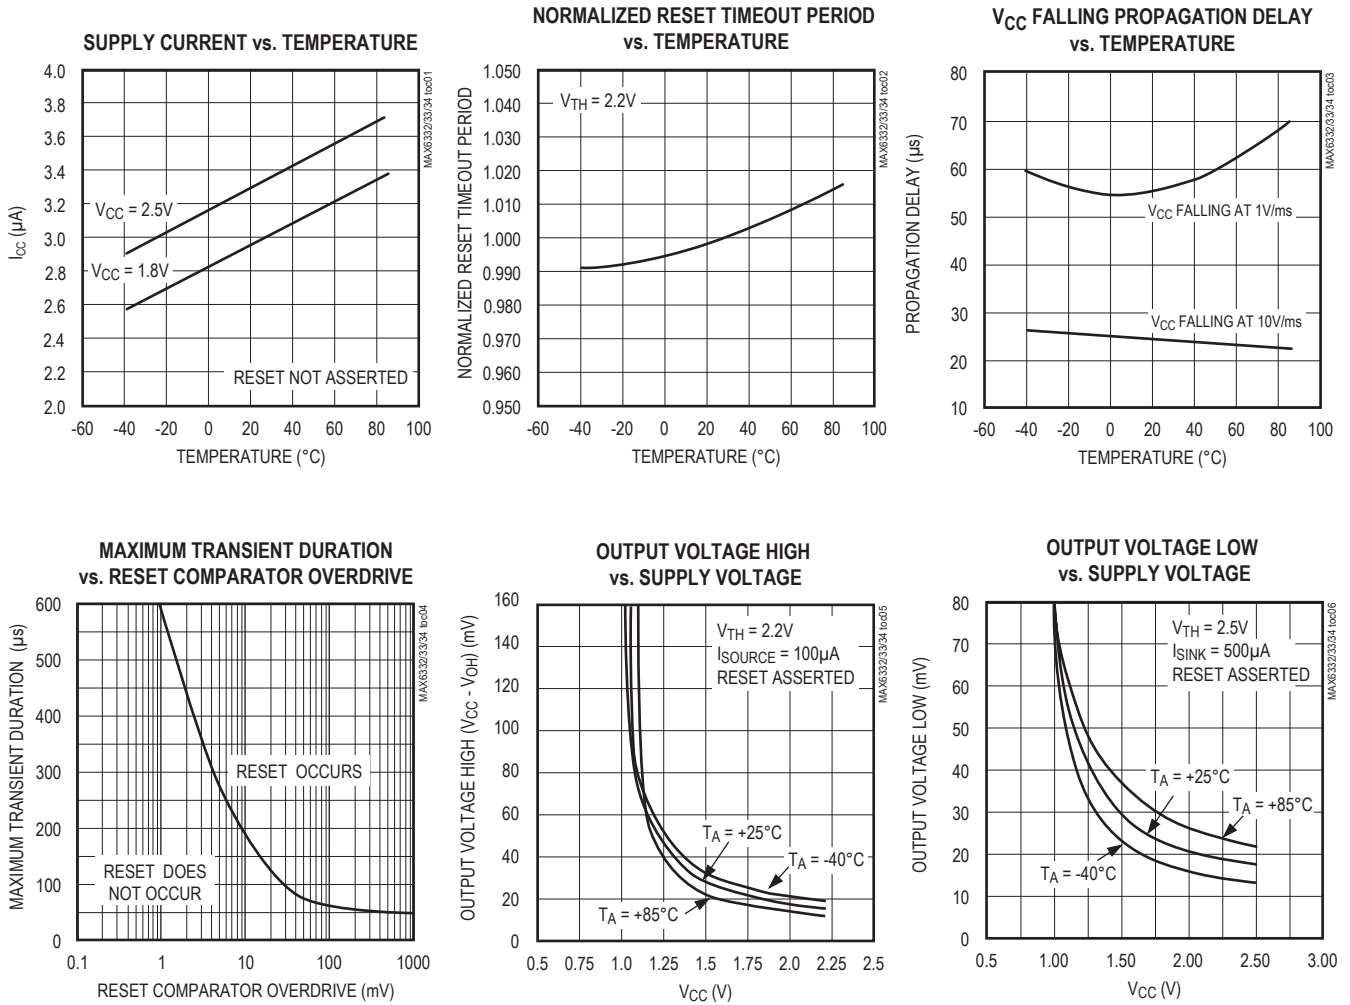 SUPPLY CURRENT vs. TEMPERATURE
4.0
3.8
3.6
3.4
3.2
3.0
2.8
2.6
2.4
2.2
2.0
ICC (µA)
VCC = 2.5V
VCC = 1.8V
RESET NOT ASSERTED
-60 -40 -20 0 20 40 60 80 100
TEMPERATURE (°C)
MAX6332/33/34 toc01
NORMALIZED RESET TIMEOUT PERIOD
vs. TEMPERATURE
1.050
1.040
1.030
1.020
1.010
1.000
0.990
0.980
0.970
0.960
0.950
NORMALIZED RESET TIMEOUT PERIOD
VTH = 2.2V
-60 -40 -20 0 20 40 60 80 100
TEMPERATURE (°C)
MAX6332/33/34 toc02
VCC FALLING PROPAGATION DELAY
vs. TEMPERATURE
80
70
60
50
40
30
20
10
PROPAGATION DELAY (µs)
VCC FALLING AT 1V/ms
VCC FALLING AT 10V/ms
-60 -40 -20 0 20 40 60 80 100
TEMPERATURE (°C)
MAX6332/33/34 toc03
MAXIMUM TRANSIENT DURATION
vs. RESET COMPARATOR OVERDRIVE
600
500
400
300
200
100
0
MAXIMUM TRANSIENT DURATION (µs)
RESET OCCURS
RESET DOES
NOT OCCUR
0.1 1 10 100 1000
RESET COMPARATOR OVERDRIVE (mV)
MAX6332/33/34 toc04
OUTPUT VOLTAGE HIGH
vs. SUPPLY VOLTAGE
160
140
120
100
80
60
40
20
0
OUTPUT VOLTAGE HIGH (VCC - VOH) (mV)
VTH = 2.2V
ISOURCE = 100µA
RESET ASSERTED
TA = +25°C
TA = -40°C
TA = +85°C
0.5 0.75 1.0 1.25 1.5 1.75 2.0 2.25 2.5
VCC (V)
MAX6332/33/34 toc05
OUTPUT VOLTAGE LOW
vs. SUPPLY VOLTAGE
80
70
60
50
40
30
20
10
0
OUTPUT VOLTAGE LOW (mV)
VTH = 2.5V
ISINK = 500µA
RESET ASSERTED
TA = +25°C
TA = +85°C
TA = -40°C
0.5 1.00 1.50 2.00 2.50 3.00
VCC (V)
MAX6332/33/34 toc06